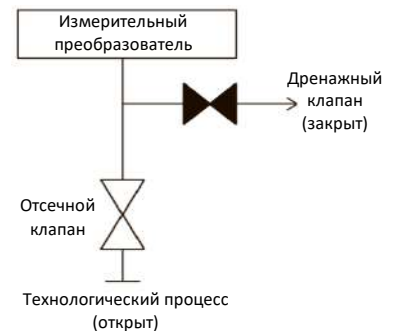 Измерительный
преобразователь
Дренажный
клапан
(закрыт)
Отсечной
клапан
Технологический процесс
(открыт)